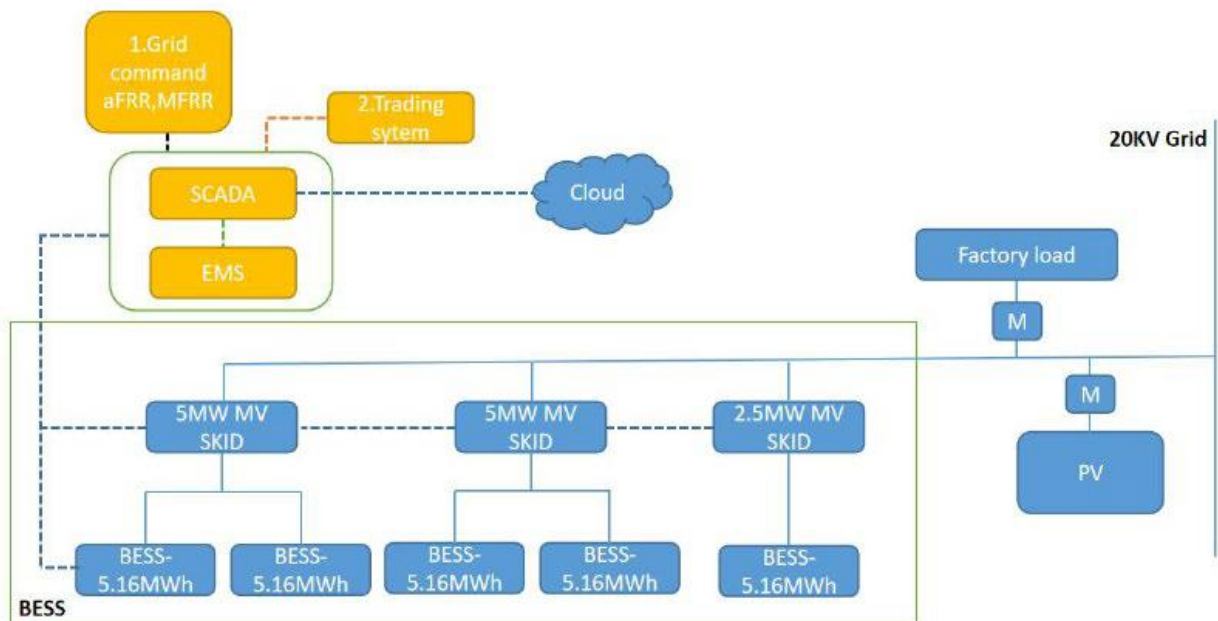 1.Grid
command
aFRR,MFRR
2.Trading
sytem
20KV Grid
SCADA
Cloud
EMS
Factory load
M
M
5MW MV
SKID
5MW MV
SKID
2.5MW MV
SKID
PV
BESS-
5.16MWh
BESS-
5.16MWh
BESS-
5.16MWh
BESS-
5.16MWh
BESS-
5.16MWh
BESS